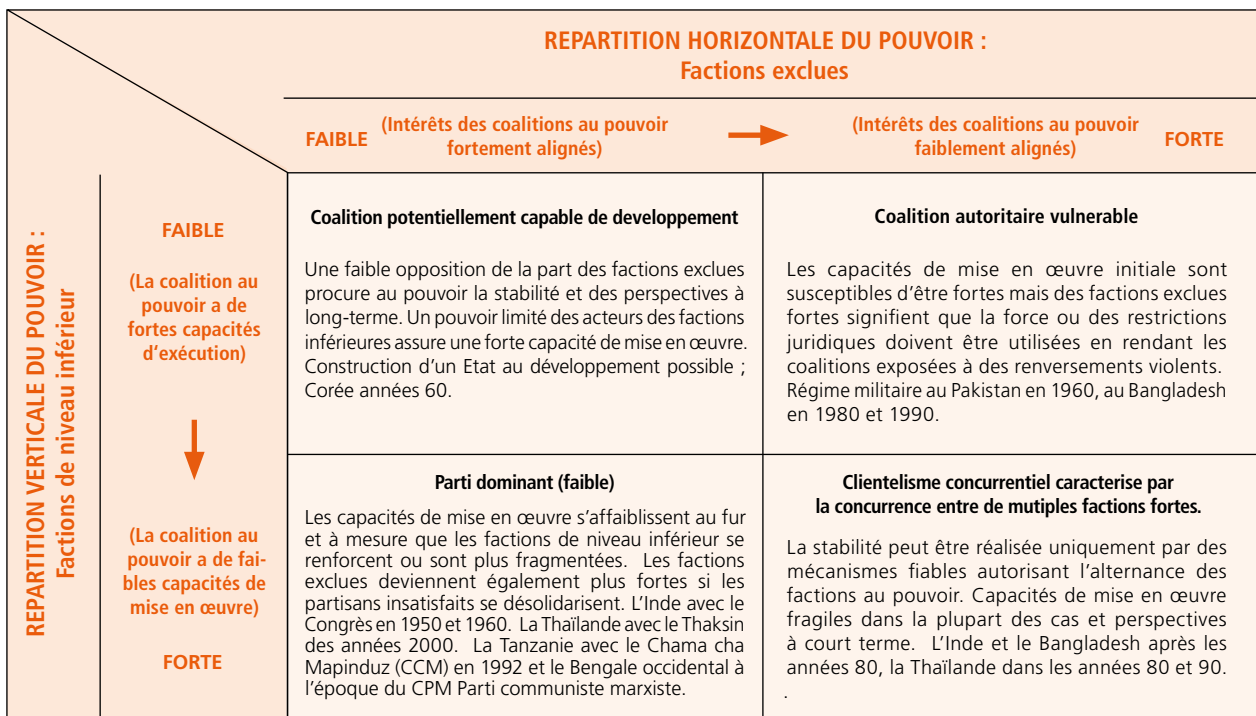 REPARTITION HORIZONTALE DU POUVOIR :
Factions exclues
FAIBLE
(Intérêts des coalitions au pouvoir
fortement alignés)
(Intérêts des coalitions au pouvoir
faiblement alignés)
FORTE
REPARTITION VERTICALE DU POUVOIR :
Factions de niveau inférieur
FAIBLE
(La coalition au
pouvoir a de
fortes capacités
d'exécution)
Coalition potentiellement capable de developpement
Une faible opposition de la part des factions exclues
procure au pouvoir la stabilité et des perspectives à
long-terme. Un pouvoir limité des acteurs des factions
inférieures assure une forte capacité de mise en œuvre.
Construction d'un Etat au développement possible ;
Corée années 60.
Coalition autoritaire vulnerable
Les capacités de mise en œuvre initiale sont
susceptibles d'être fortes mais des factions exclues
fortes signifient que la force ou des restrictions
juridiques doivent être utilisées en rendant les
coalitions exposées à des renversements violents.
Régime militaire au Pakistan en 1960, au Bangladesh
en 1980 et 1990.
(La coalition au
pouvoir a de fai-
bles capacités de
mise en œuvre)
FORTE
Parti dominant (faible)
Les capacités de mise en œuvre s'affaiblissent au fur
et à mesure que les factions de niveau inférieur se
renforcent ou sont plus fragmentées. Les factions
exclues deviennent également plus fortes si les
partisans insatisfaits se désolidarisent. L'Inde avec le
Congrès en 1950 et 1960. La Thaïlande avec le Thaksin
des années 2000. La Tanzanie avec le Chama cha
Mapinduz (CCM) en 1992 et le Bengale occidental à
l'époque du CPM Parti communiste marxiste.
Clientelisme concurrentiel caracterise par
la concurrence entre de mutiples factions fortes.
La stabilité peut être réalisée uniquement par des
mécanismes fiables autorisant l'alternance des
factions au pouvoir. Capacités de mise en œuvre
fragiles dans la plupart des cas et perspectives
à court terme. L'Inde et le Bangladesh après les
années 80, la Thaïlande dans les années 80 et 90.
.